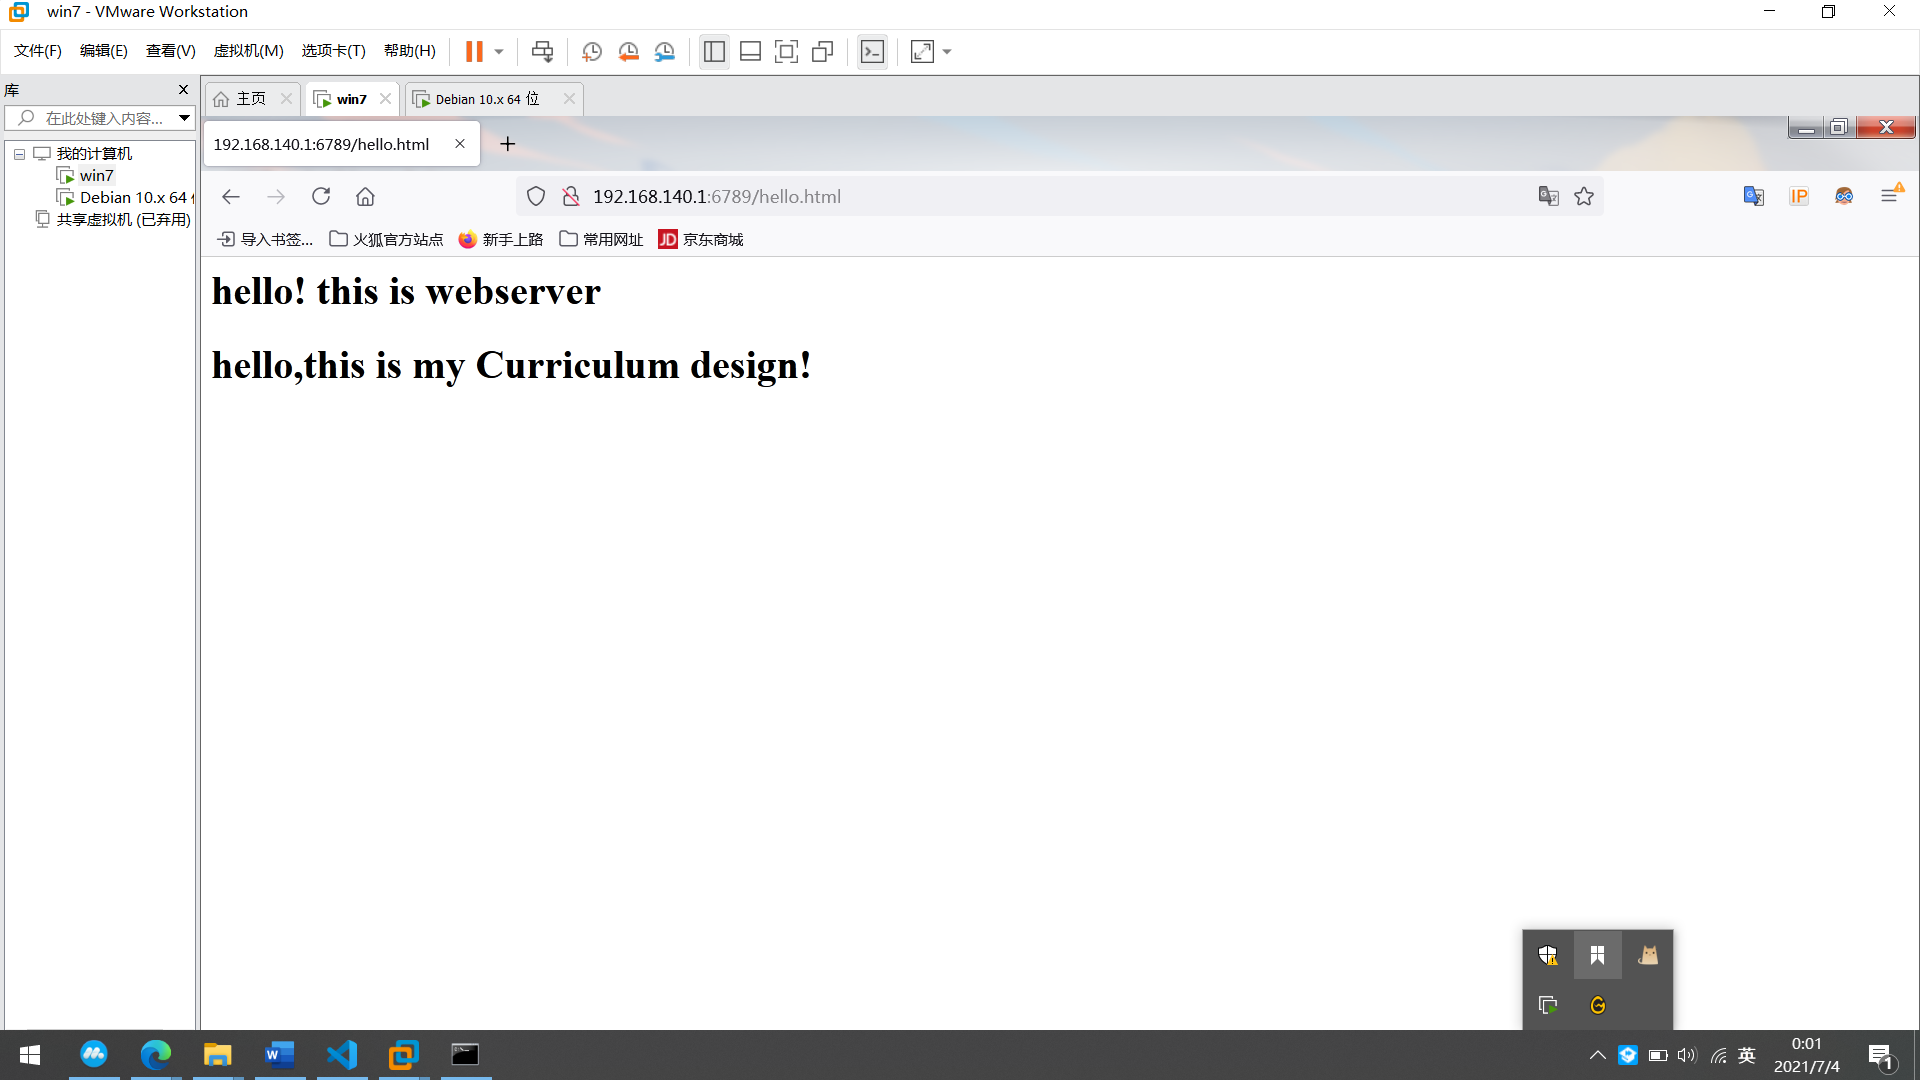 win7 - VMware Workstation
文件(F) 编辑(E) 查看(V) 虚拟机(M) 选项卡(T) 帮助(H)
库
主页 win7 Debian 10.x 64 位
在此处键入内容...
192.168.140.1:6789/hello.html
我的计算机
win7
Debian 10.x 64
共享虚拟机 (已弃用)
192.168.140.1:6789/hello.html
IP
导入书签... 火狐官方站点 新手上路 常用网址 JD 京东商城
hello! this is webserver
hello,this is my Curriculum design!
英
0:01
2021/7/4
1